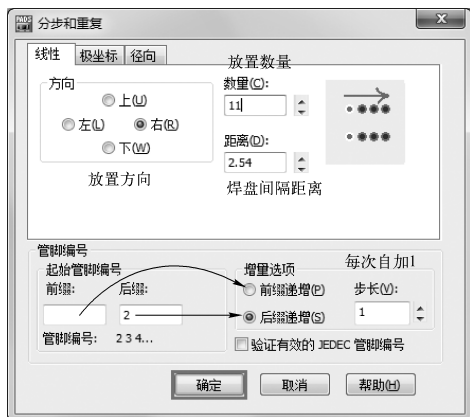 分步和重复
线性 极坐标 径向
方向
上(U)
左(L) 右(R)
下(W)
放置方向
放置数量
数量(C):
11
距离(D):
2.54
焊盘间隔距离
管脚编号
起始管脚编号
前缀: 后缀:
2
管脚编号: 2 3 4...
增量选项
每次自加1
前缀递增(P)
后缀递增(S)
步长(V):
1
验证有效的 JEDEC 管脚编号
确定 取消 帮助(H)